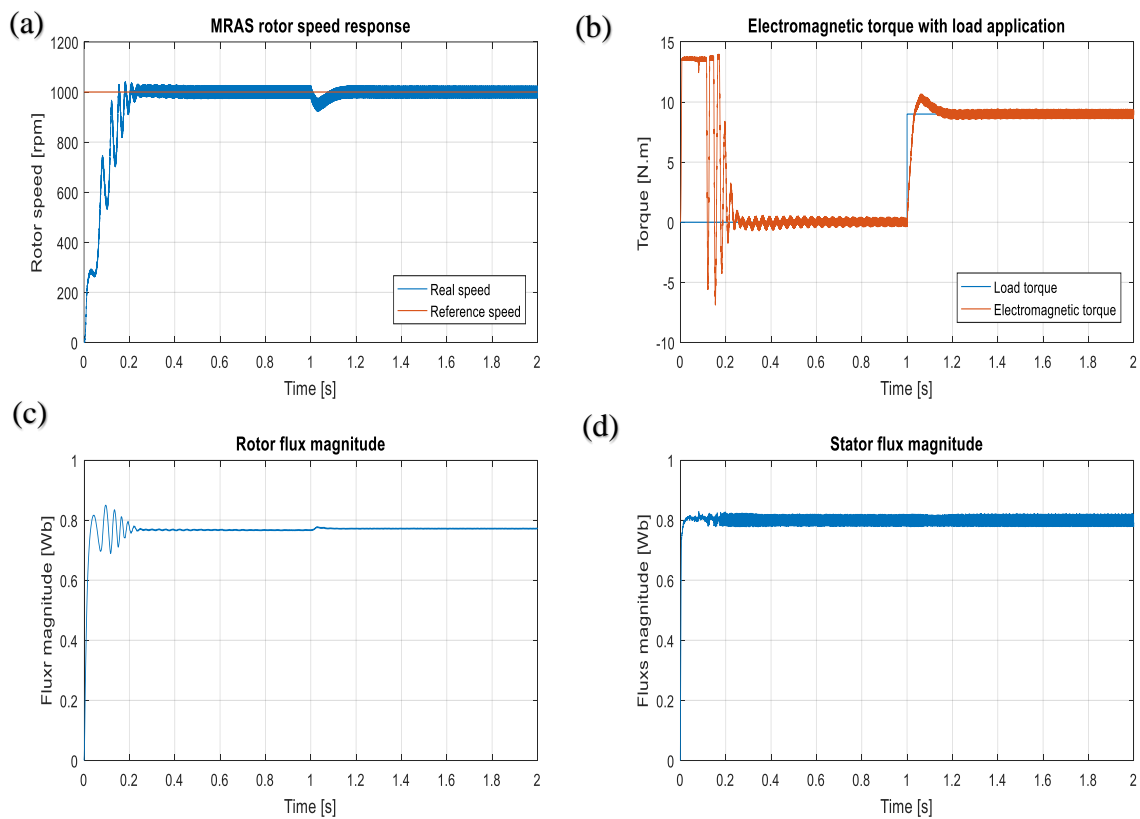 (a)
MRAS rotor speed response
1200
1000
800
600
400
200
0
Rotor speed [rpm]
Real speed
Reference speed
0 0.2 0.4 0.6 0.8 1 1.2 1.4 1.6 1.8 2
Time [s]
(b)
Electromagnetic torque with load application
15
10
5
0
-5
-10
Torque [N.m]
Load torque
Electromagnetic torque
0 0.2 0.4 0.6 0.8 1 1.2 1.4 1.6 1.8 2
Time [s]
(c)
Rotor flux magnitude
1
0.8
0.6
0.4
0.2
0
Fluxr magnitude [Wb]
0 0.2 0.4 0.6 0.8 1 1.2 1.4 1.6 1.8 2
Time [s]
(d)
Stator flux magnitude
1
0.8
0.6
0.4
0.2
0
Fluxs magnitude [Wb]
0 0.2 0.4 0.6 0.8 1 1.2 1.4 1.6 1.8 2
Time [s]